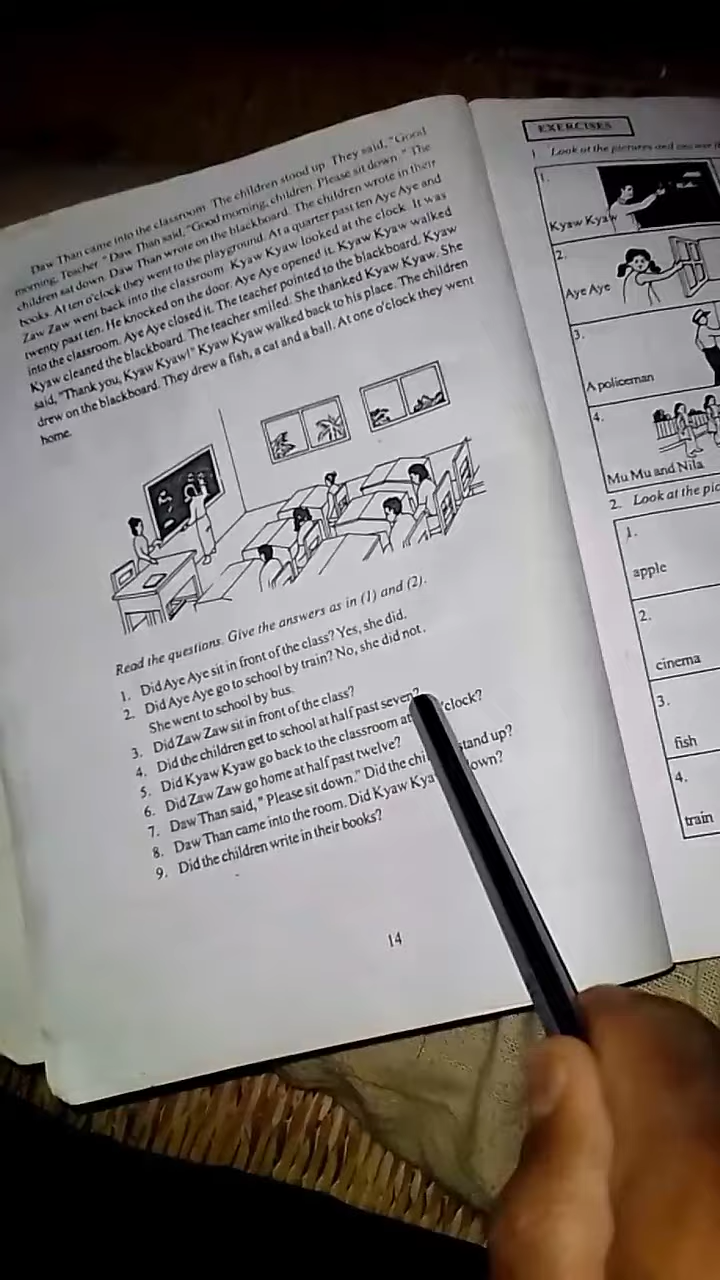 Daw Than came into the classroom. The children stood up. They said, "Good
morning, Teacher." Daw Than said, "Good morning, children. Please sit down." The
children sat down. Daw Than wrote on the blackboard. The children wrote in their
books. At ten o'clock they went to the playground. At a quarter past ten Aye Aye and
Zaw Zaw went back into the classroom. Kyaw Kyaw looked at the clock. It was
twenty past ten. He knocked on the door. Aye Aye opened it. Kyaw Kyaw walked
into the classroom. Aye Aye closed it. The teacher pointed to the blackboard. Kyaw
Kyaw cleaned the blackboard. The teacher smiled. She thanked Kyaw Kyaw. She
said, "Thank you, Kyaw Kyaw!" Kyaw Kyaw walked back to his place. The children
drew on the blackboard. They drew a fish, a cat and a ball. At one o'clock they went
home.
Read the questions. Give the answers as in (1) and (2).
1. Did Aye Aye sit in front of the class? Yes, she did.
2. Did Aye Aye go to school by train? No, she did not.
She went to school by bus.
3. Did Zaw Zaw sit in front of the class?
4. Did the children get to school at half past seven?
5. Did Kyaw Kyaw go back to the classroom at 'clock?
6. Did Zaw Zaw go home at half past twelve?
7. Daw Than said, " Please sit down." Did the chi stand up?
8. Daw Than came into the room. Did Kyaw Kya down?
9. Did the children write in their books?
14
EXERCISES
1 Look at the pictures and
1.
Kyaw Kyaw
2.
Aye Aye
3.
A policeman
4.
Mu Mu and Nila
2. Look at the pic
1.
apple
2.
cinema
3.
fish
4.
train